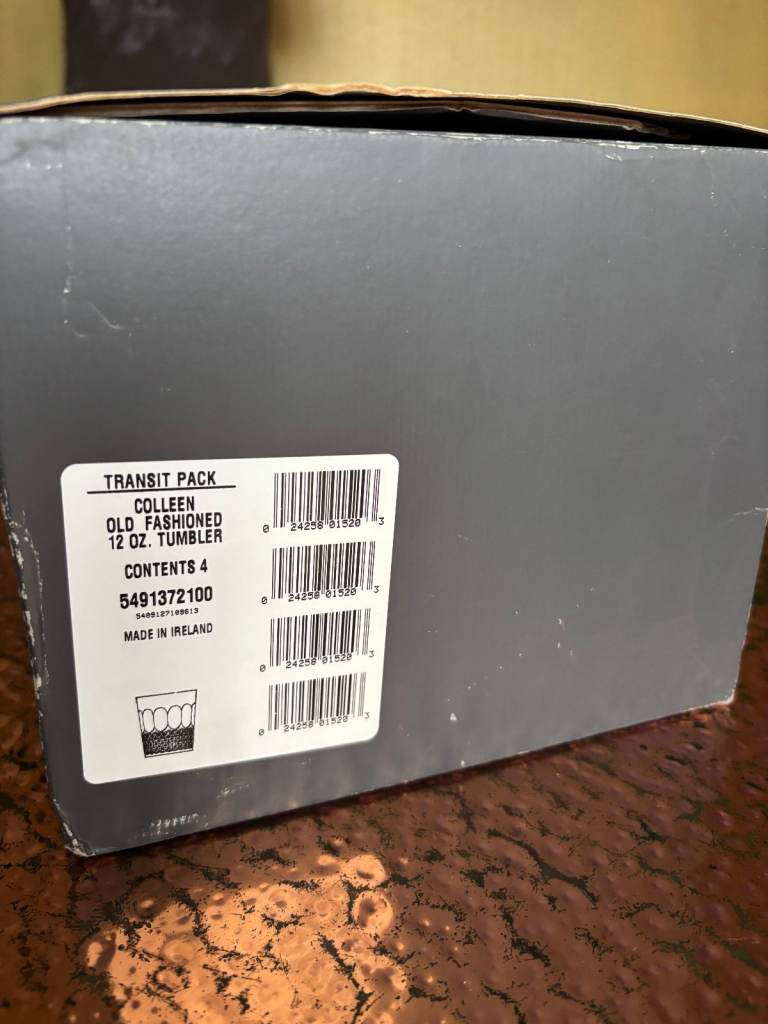 TRANSIT PACK
COLLEEN
OLD FASHIONED
12 OZ. TUMBLER
CONTENTS 4
5491372100
MADE IN IRELAND
0 24258 01520 3
0 24258 01520 3
0 24258 01520 3
0 24258 01520 3